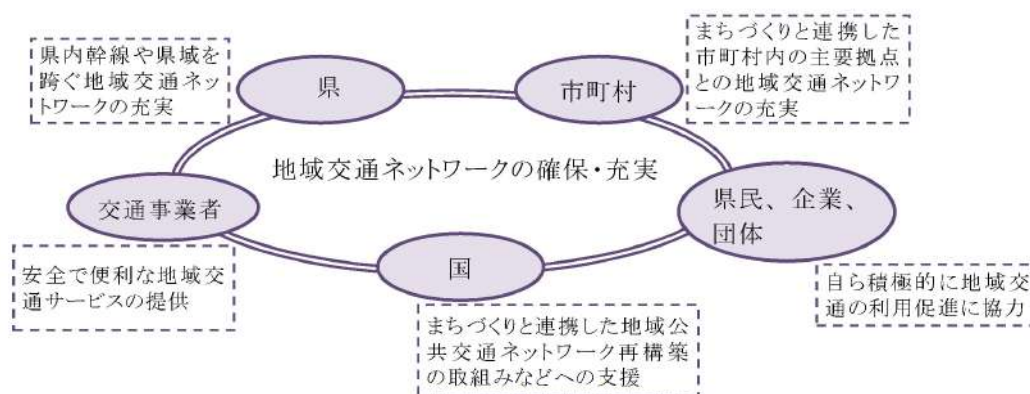 県内幹線や県域を
跨ぐ地域交通ネッ
トワークの充実
県
市町村
まちづくりと連携した
市町村内の主要拠点
との地域交通ネットワ
ークの充実
地域交通ネットワークの確保・充実
交通事業者
県民、企業、
団体
安全で便利な地域交
通サービスの提供
国
自ら積極的に地域交
通の利用促進に協力
まちづくりと連携した地域公
共交通ネットワーク再構築
の取組みなどへの支援